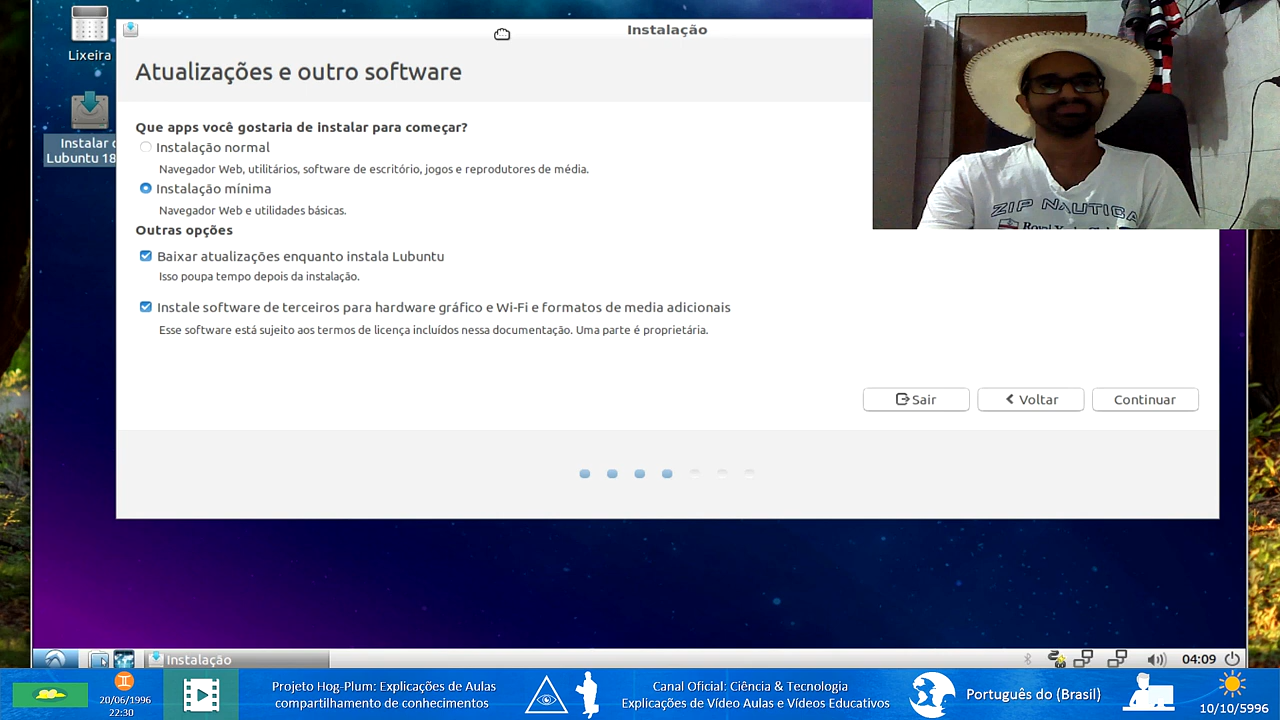 Lixeira
Instalar
Lubuntu 18
Instalação
Atualizações e outro software
Que apps você gostaria de instalar para começar?
Instalação normal
Navegador Web, utilitários, software de escritório, jogos e reprodutores de média.
Instalação mínima
Navegador Web e utilidades básicas.
Outras opções
Baixar atualizações enquanto instala Lubuntu
Isso poupa tempo depois da instalação.
Instale software de terceiros para hardware gráfico e Wi-Fi e formatos de media adicionais
Esse software está sujeito aos termos de licença incluídos nessa documentação. Uma parte é proprietária.
Sair
Voltar
Continuar
ZIP NAUTICA
Royal
Instalação
04:09
20/06/1996
22:30
Projeto Hog-Plum: Explicações de Aulas
compartilhamento de conhecimentos
Canal Oficial: Ciência & Tecnologia
Explicações de Vídeo Aulas e Vídeos Educativos
Português do (Brasil)
10/10/5996